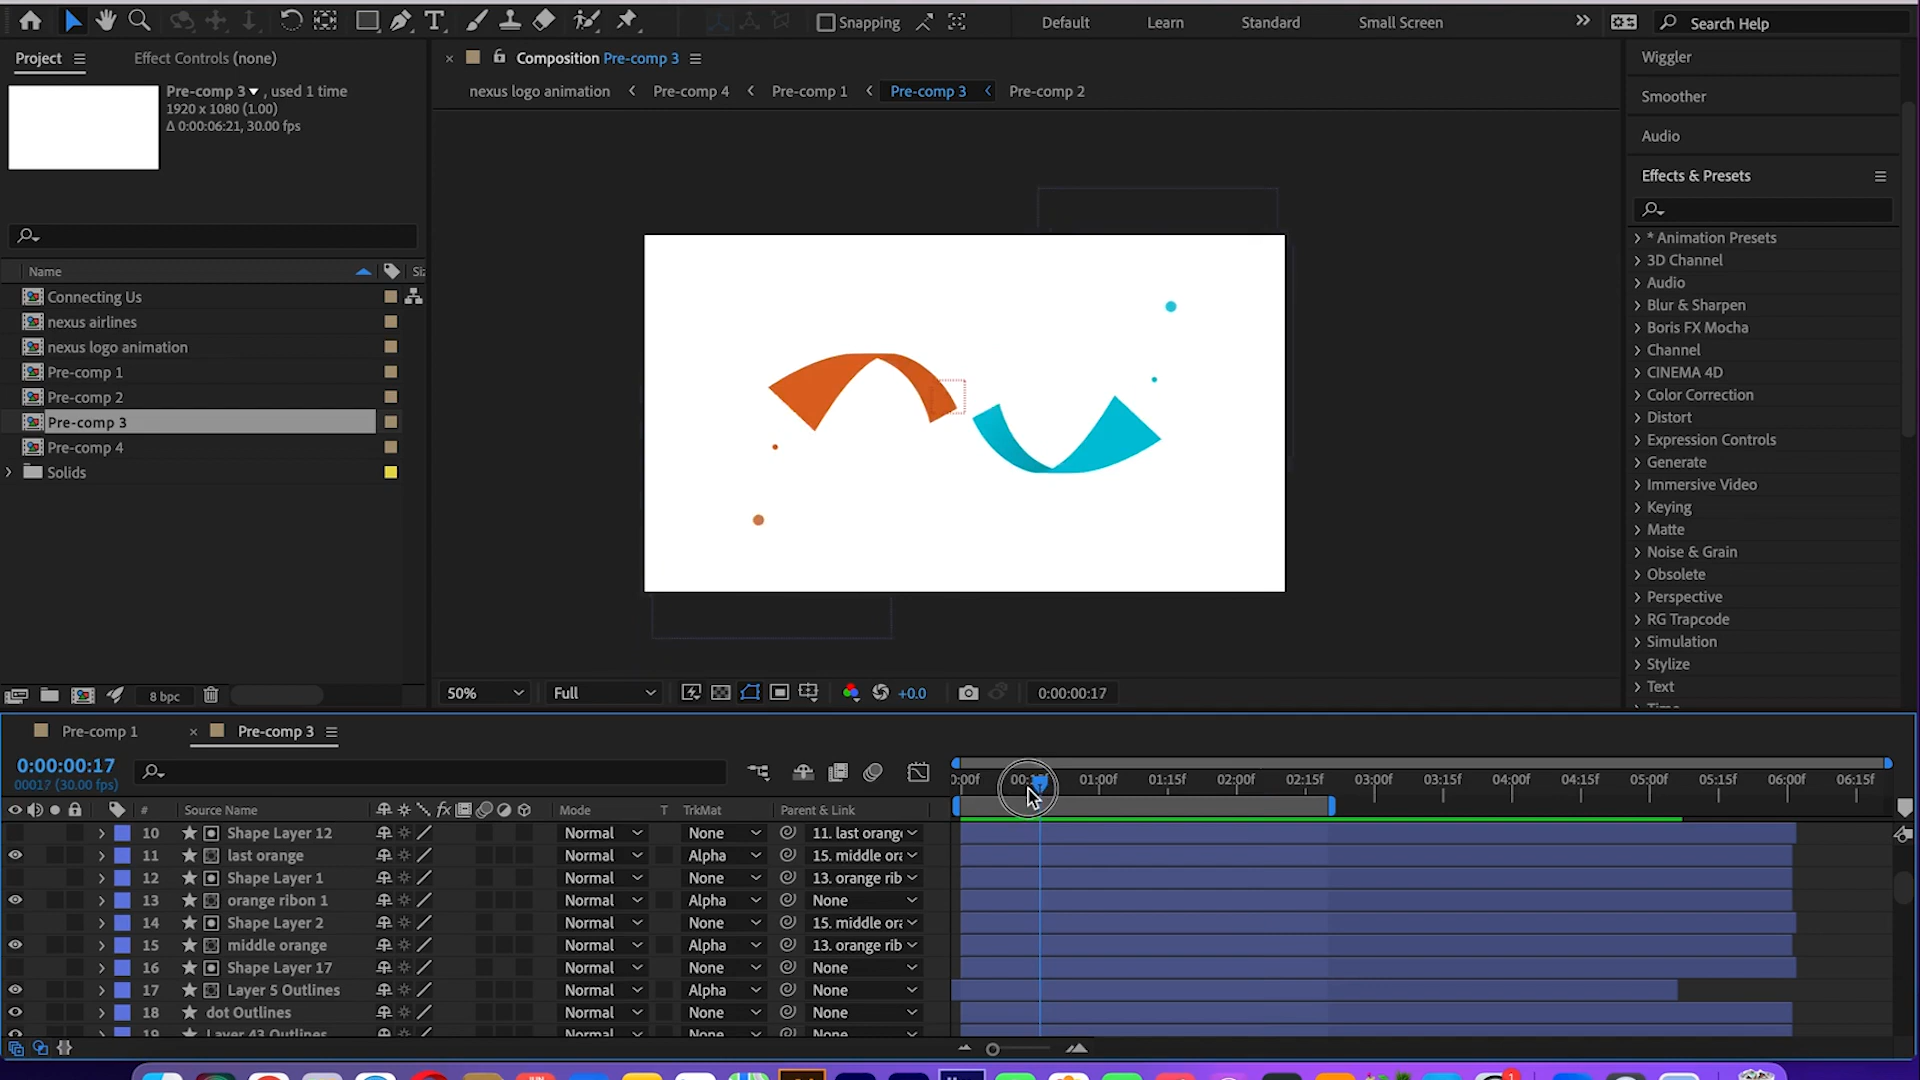 Snapping
Default
Learn
Standard
Small Screen
Search Help
Project
Effect Controls (none)
Composition Pre-comp 3
Wiggler
Pre-comp 3 , used 1 time
1920 x 1080 (1.00)
Δ 0:00:06:21, 30.00 fps
nexus logo animation
Pre-comp 4
Pre-comp 1
Pre-comp 3
Pre-comp 2
Smoother
Audio
Effects & Presets
Name
Connecting Us
nexus airlines
nexus logo animation
Pre-comp 1
Pre-comp 2
Pre-comp 3
Pre-comp 4
Solids
* Animation Presets
3D Channel
Audio
Blur & Sharpen
Boris FX Mocha
Channel
CINEMA 4D
Color Correction
Distort
Expression Controls
Generate
Immersive Video
Keying
Matte
Noise & Grain
Obsolete
Perspective
RG Trapcode
Simulation
Stylize
Text
8 bpc
50%
Full
+0.0
0:00:00:17
Pre-comp 1
Pre-comp 3
0:00:00:17
00017 (30.00 fps)
01:00f 01:15f 02:00f 02:15f 03:00f 03:15f 04:00f 04:15f 05:00f 05:15f 06:00f 06:15f
# Source Name Mode T TrkMat Parent & Link
10 Shape Layer 12 Normal None 11. last orange
11 last orange Normal Alpha 15. middle ora
12 Shape Layer 1 Normal None 13. orange rib
13 orange ribon 1 Normal Alpha None
14 Shape Layer 2 Normal None 15. middle ora
15 middle orange Normal Alpha 13. orange rib
16 Shape Layer 17 Normal None None
17 Layer 5 Outlines Normal Alpha None
18 dot Outlines Normal None None
19 Layer 43 Outlines Normal None None